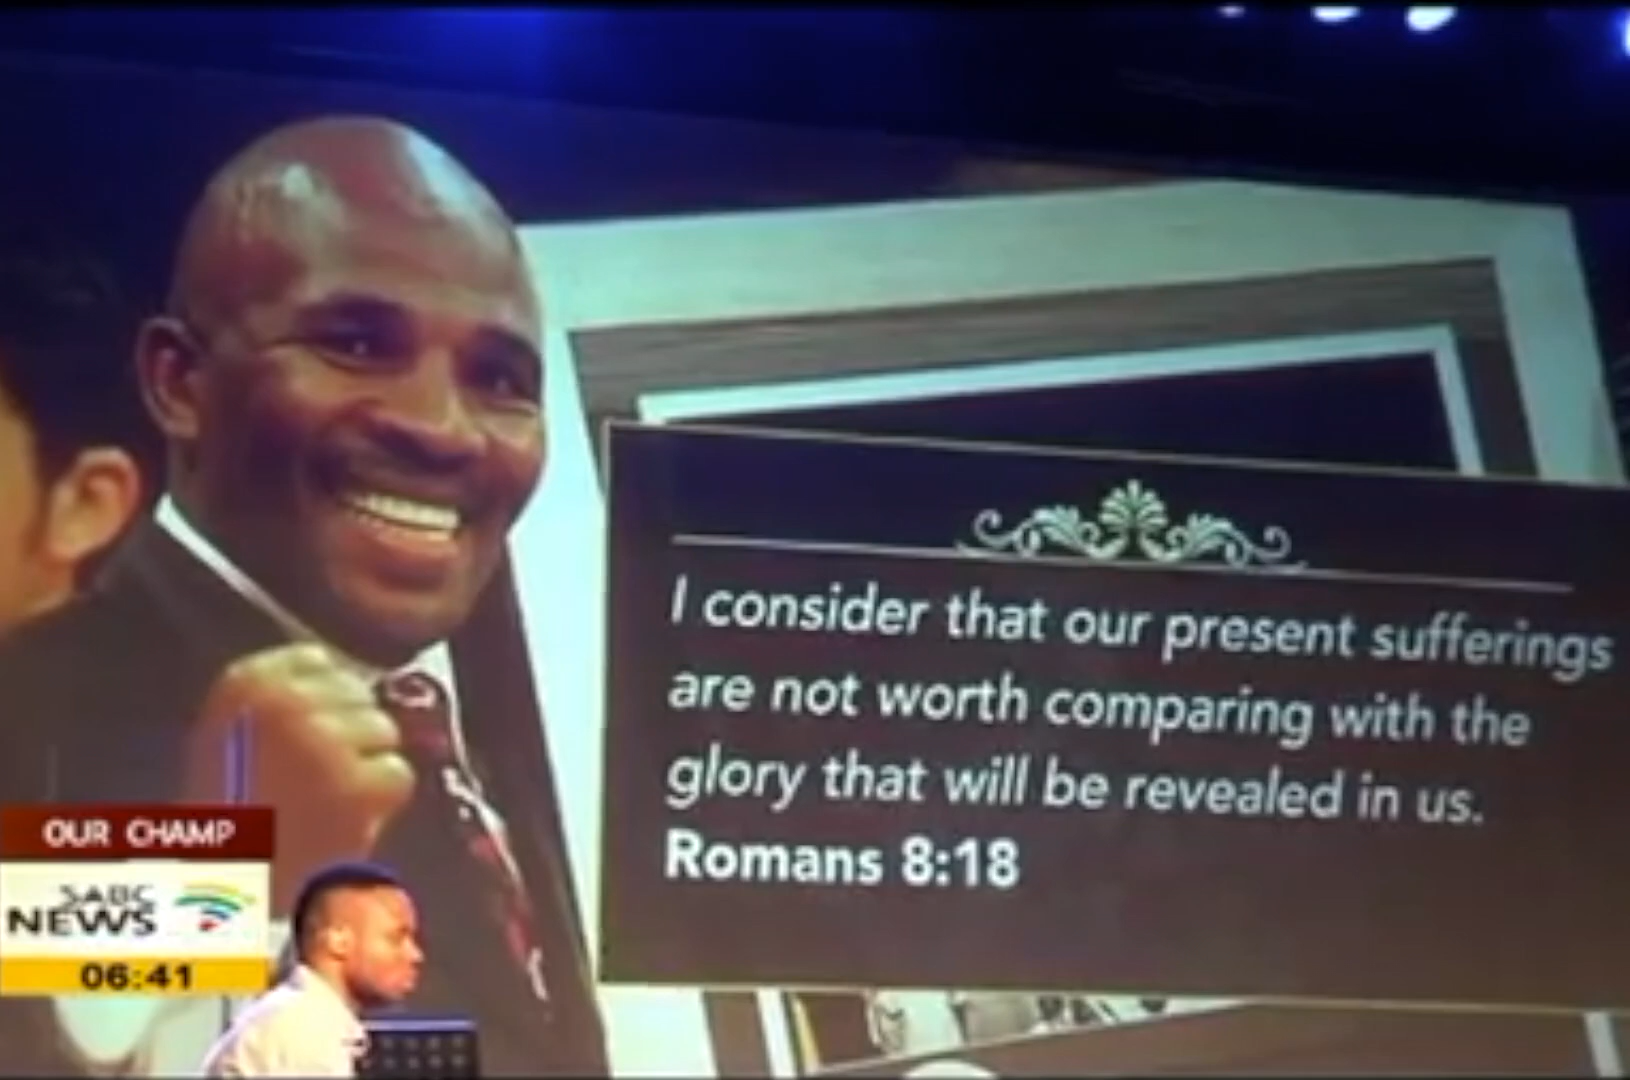 I consider that our present sufferings
are not worth comparing with the
glory that will be revealed in us.
Romans 8:18
OUR CHAMP
SABC
NEWS
06:41